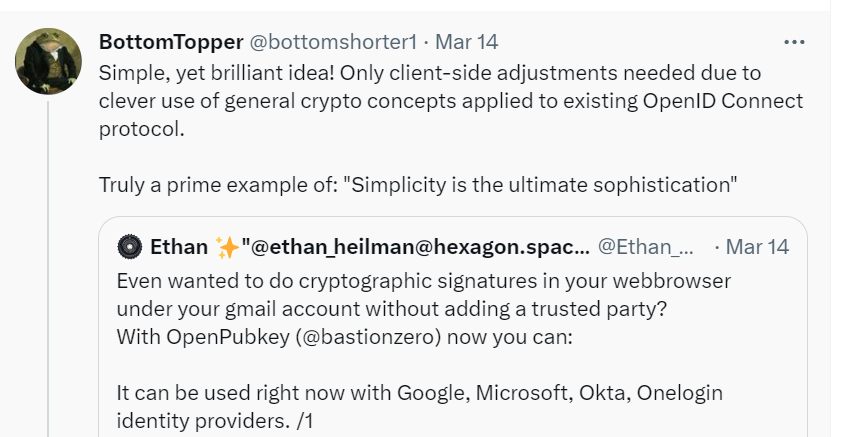 BottomTopper @bottomshorter1 · Mar 14
Simple, yet brilliant idea! Only client-side adjustments needed due to
clever use of general crypto concepts applied to existing OpenID Connect
protocol.
Truly a prime example of: "Simplicity is the ultimate sophistication"
Ethan ✨"@ethan_heilman@hexagon.spac... @Ethan_... · Mar 14
Even wanted to do cryptographic signatures in your webbrowser
under your gmail account without adding a trusted party?
With OpenPubkey (@bastionzero) now you can:
It can be used right now with Google, Microsoft, Okta, Onelogin
identity providers. /1